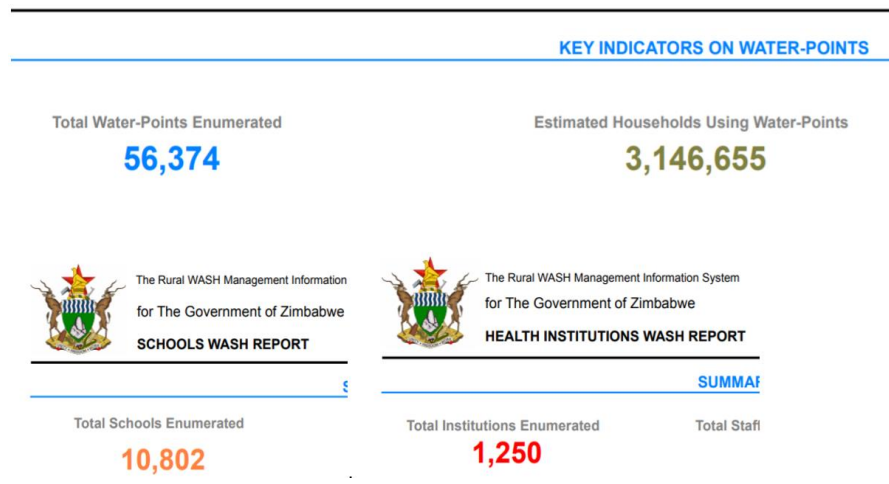 KEY INDICATORS ON WATER-POINTS
Total Water-Points Enumerated
56,374
Estimated Households Using Water-Points
3,146,655
The Rural WASH Management Information
for The Government of Zimbabwe
SCHOOLS WASH REPORT
Total Schools Enumerated
10,802
The Rural WASH Management Information System
for The Government of Zimbabwe
HEALTH INSTITUTIONS WASH REPORT
Total Institutions Enumerated
1,250
Total Staff